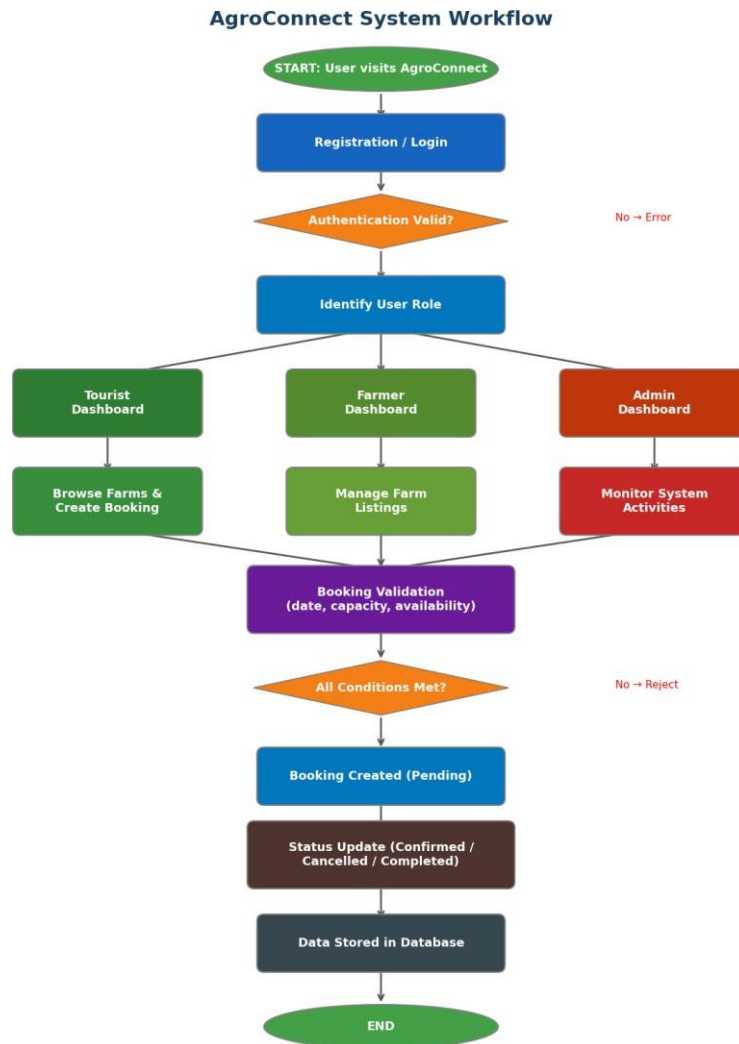 AgroConnect System Workflow
START: User visits AgroConnect
Registration / Login
Authentication Valid?
No → Error
Identify User Role
Tourist
Dashboard
Farmer
Dashboard
Admin
Dashboard
Browse Farms &
Create Booking
Manage Farm
Listings
Monitor System
Activities
Booking Validation
(date, capacity, availability)
All Conditions Met?
No → Reject
Booking Created (Pending)
Status Update (Confirmed /
Cancelled / Completed)
Data Stored in Database
END